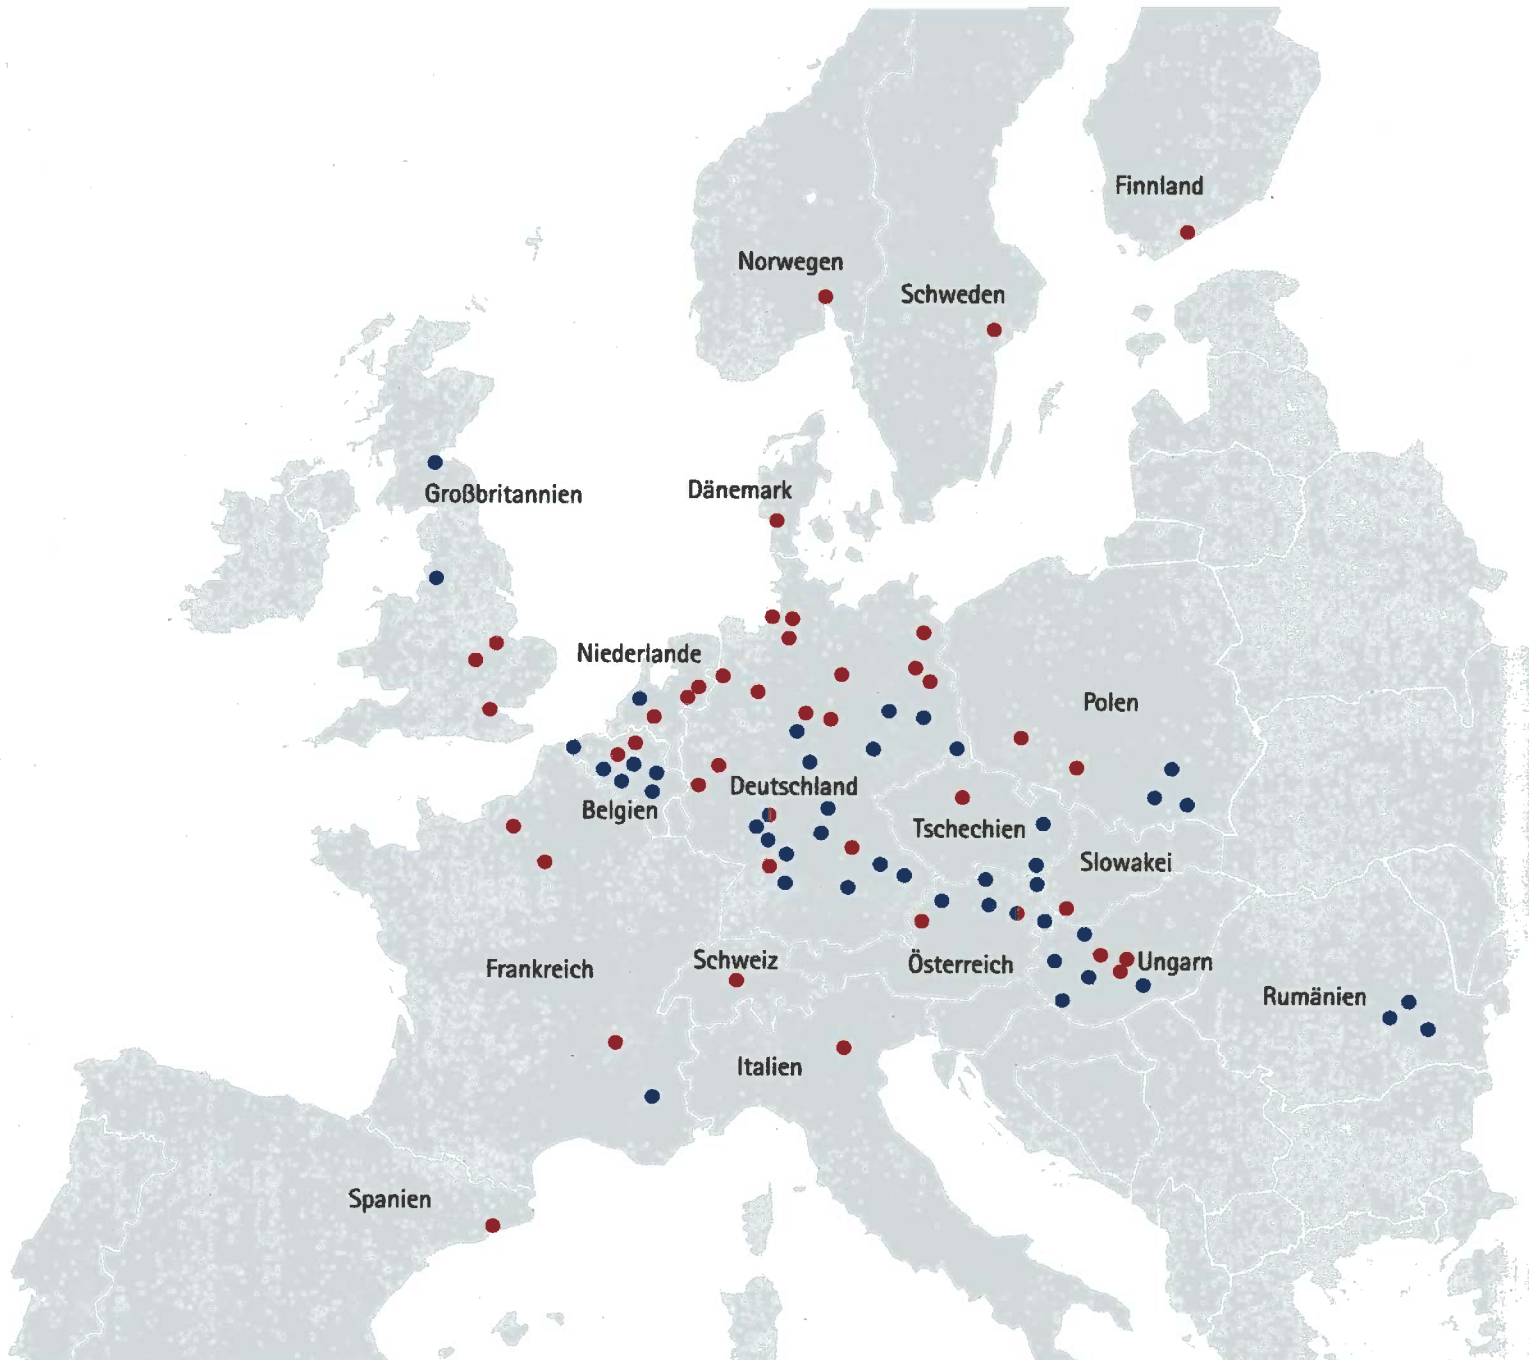 Finnland
Norwegen
Schweden
Großbritannien
Dänemark
Niederlande
Polen
Deutschland
Belgien
Tschechien
Slowakei
Frankreich
Schweiz
Österreich
Ungarn
Rumänien
Italien
Spanien